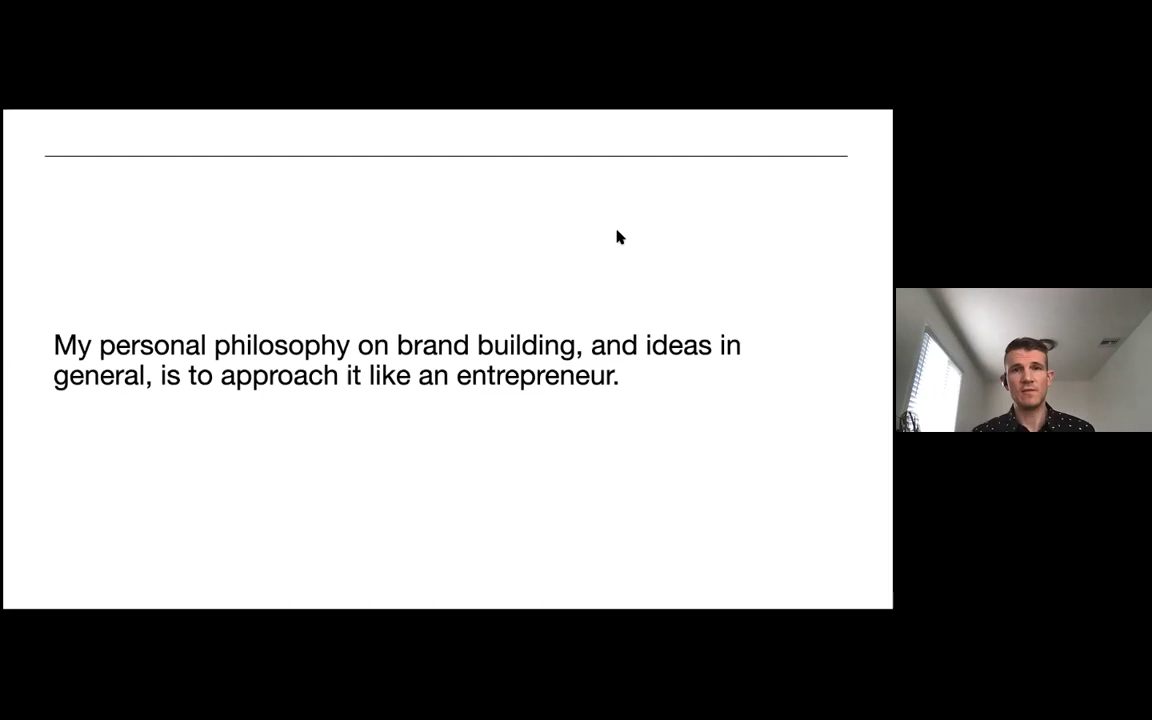 My personal philosophy on brand building, and ideas in
general, is to approach it like an entrepreneur.